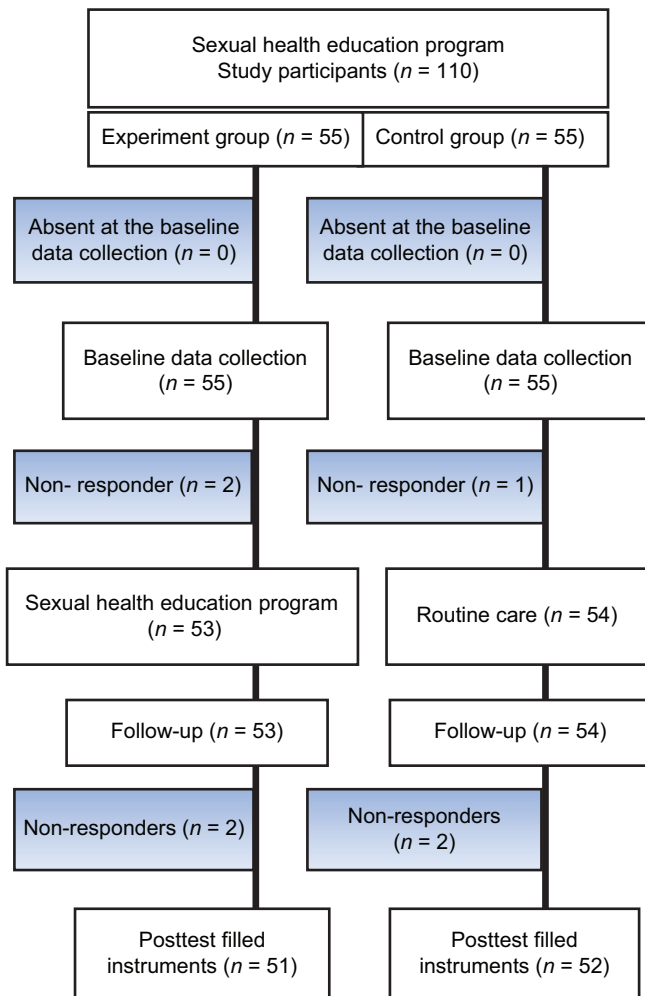 Sexual health education program
Study participants (n = 110)
Experiment group (n = 55)
Control group (n = 55)
Absent at the baseline
data collection (n = 0)
Absent at the baseline
data collection (n = 0)
Baseline data collection
(n = 55)
Baseline data collection
(n = 55)
Non- responder (n = 2)
Non- responder (n = 1)
Sexual health education program
(n = 53)
Routine care (n = 54)
Follow-up (n = 53)
Follow-up (n = 54)
Non-responders (n = 2)
Non-responders
(n = 2)
Posttest filled
instruments (n = 51)
Posttest filled
instruments (n = 52)